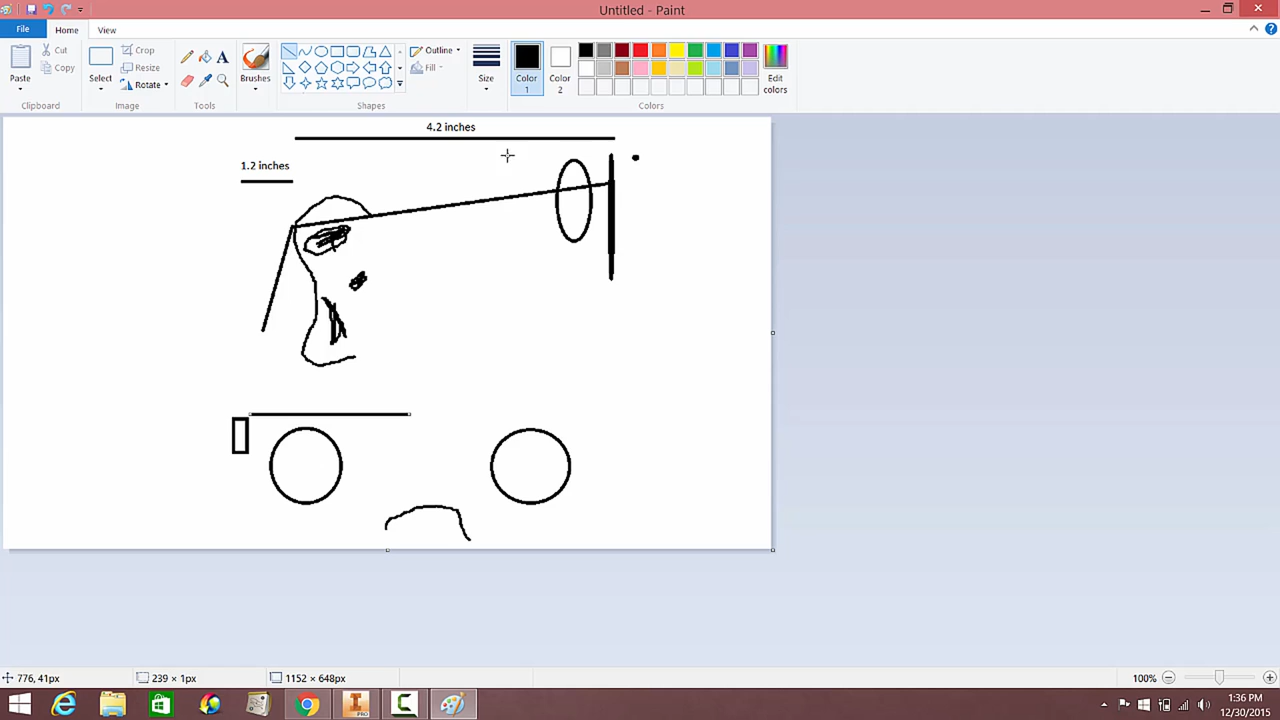 Untitled - Paint
File
Home
View
Paste
Cut
Copy
Clipboard
Select
Crop
Resize
Rotate
Image
Tools
Brushes
Shapes
Outline
Fill
Size
Color 1
Color 2
Edit colors
Colors
4.2 inches
1.2 inches
776, 41px
239 × 1px
1152 × 648px
100%
PRO
1:36 PM
12/30/2015